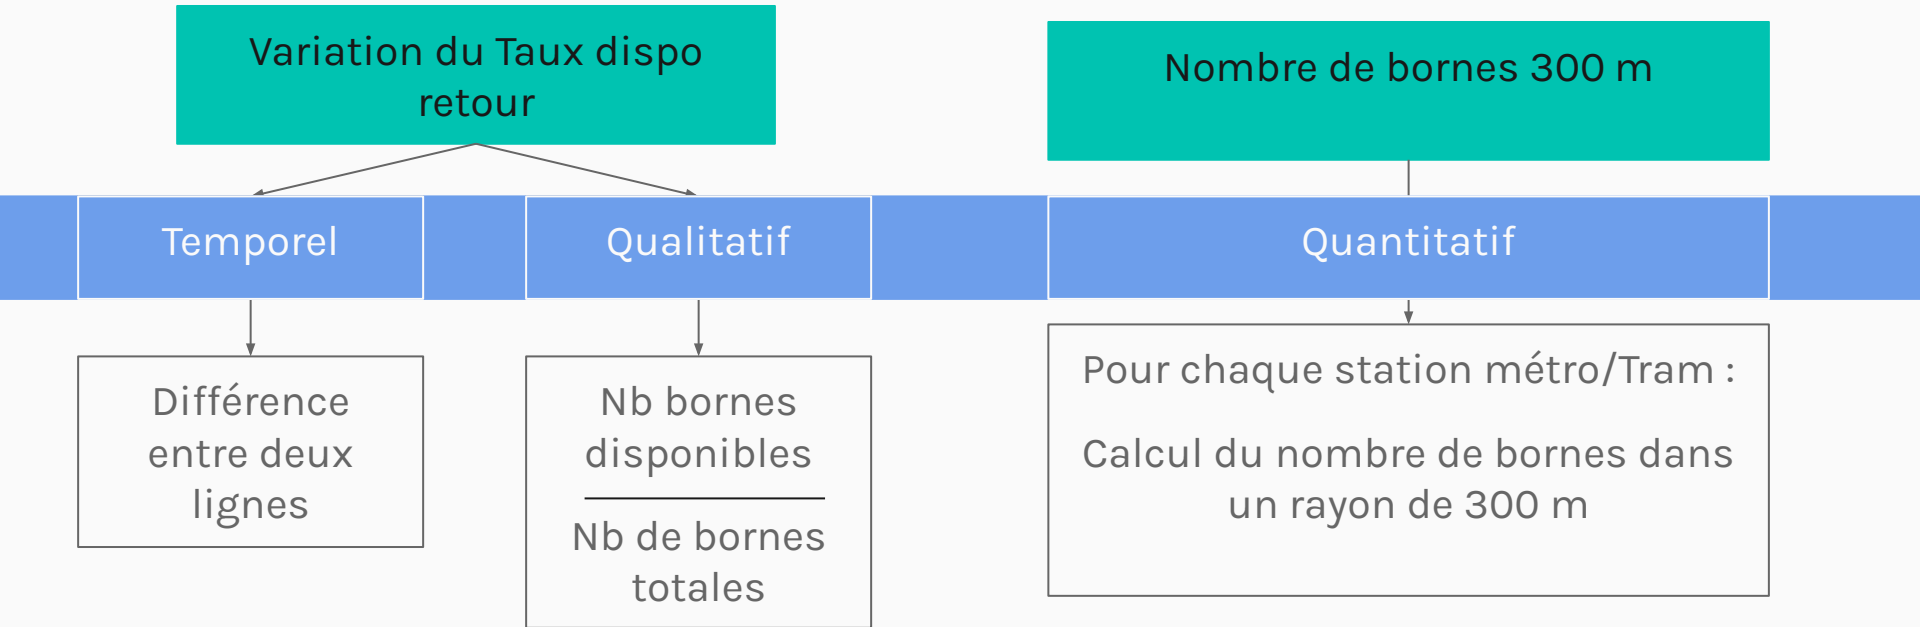 Variation du Taux dispo
retour
Nombre de bornes 300 m
Temporel
Qualitatif
Quantitatif
Différence
entre deux
lignes
Nb bornes
disponibles
Nb de bornes
totales
Pour chaque station métro/Tram :
Calcul du nombre de bornes dans
un rayon de 300 m